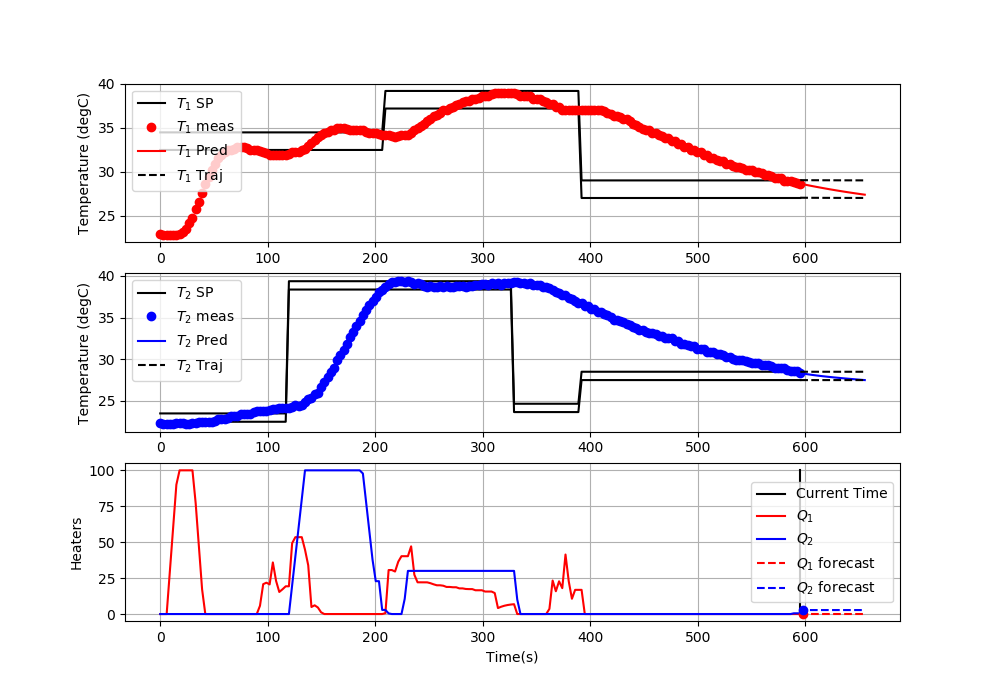 40
35
30
25
Temperature (degC)
T₁ SP
T₁ meas
T₁ Pred
T₁ Traj
0 100 200 300 400 500 600
40
35
30
25
Temperature (degC)
T₂ SP
T₂ meas
T₂ Pred
T₂ Traj
0 100 200 300 400 500 600
100
75
50
25
0
Heaters
Current Time
Q₁
Q₂
Q₁ forecast
Q₂ forecast
0 100 200 300 400 500 600
Time(s)